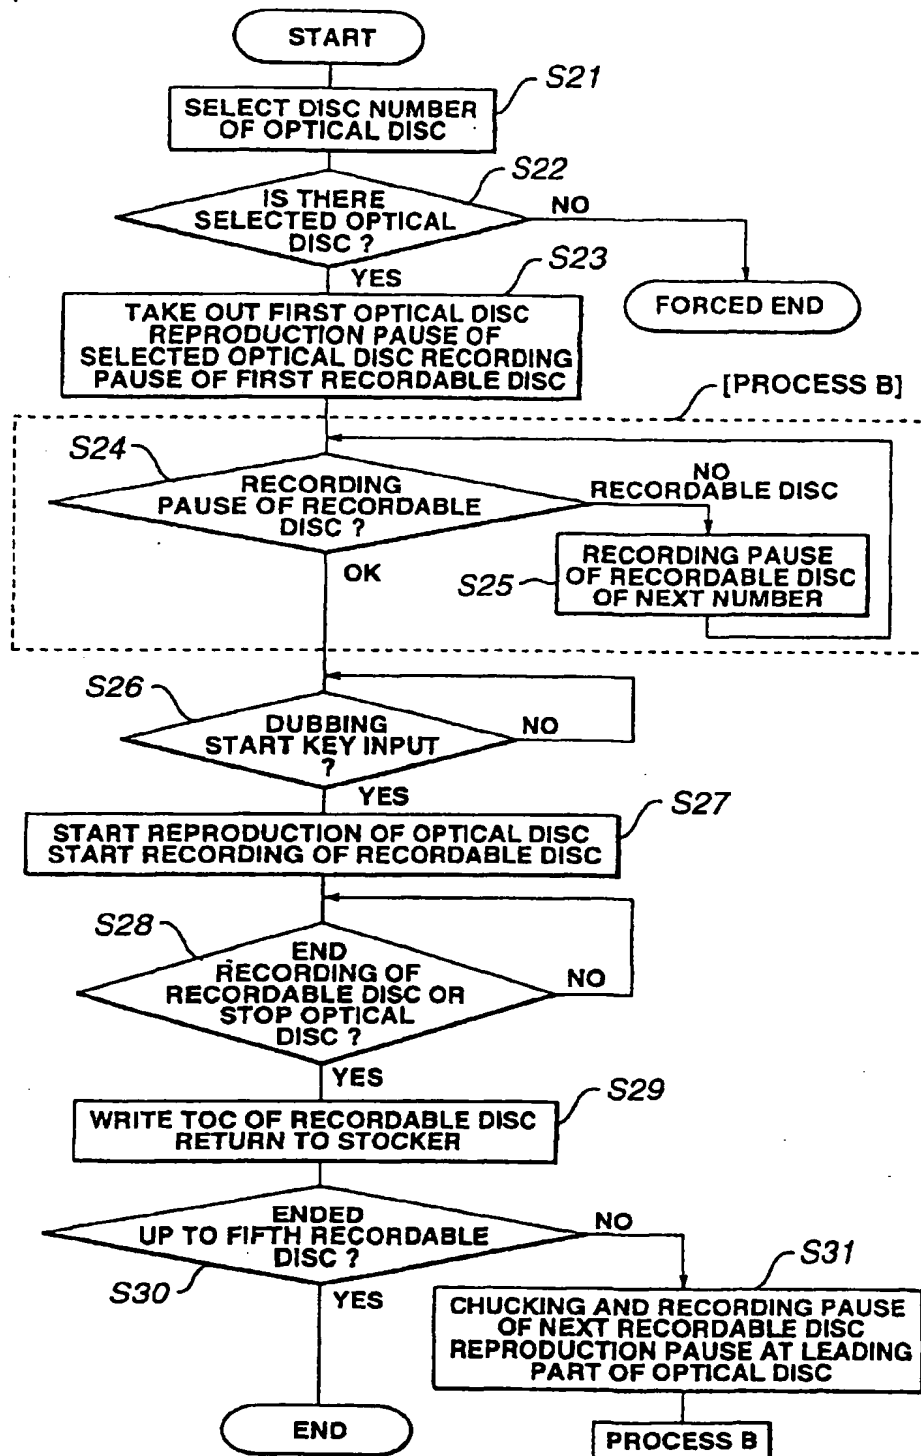 START
S21
SELECT DISC NUMBER
OF OPTICAL DISC
S22
IS THERE
SELECTED OPTICAL
DISC ?
NO
YES
S23
FORCED END
TAKE OUT FIRST OPTICAL DISC
REPRODUCTION PAUSE OF
SELECTED OPTICAL DISC RECORDING
PAUSE OF FIRST RECORDABLE DISC
[PROCESS B]
S24
RECORDING
PAUSE OF RECORDABLE
DISC ?
NO
RECORDABLE DISC
OK
S25
RECORDING PAUSE
OF RECORDABLE DISC
OF NEXT NUMBER
S26
DUBBING
START KEY INPUT
?
NO
YES
S27
START REPRODUCTION OF OPTICAL DISC
START RECORDING OF RECORDABLE DISC
S28
END
RECORDING OF
RECORDABLE DISC OR
STOP OPTICAL
DISC ?
NO
YES
S29
WRITE TOC OF RECORDABLE DISC
RETURN TO STOCKER
ENDED
UP TO FIFTH RECORDABLE
DISC ?
NO
S30
YES
S31
CHUCKING AND RECORDING PAUSE
OF NEXT RECORDABLE DISC
REPRODUCTION PAUSE AT LEADING
PART OF OPTICAL DISC
END
PROCESS B